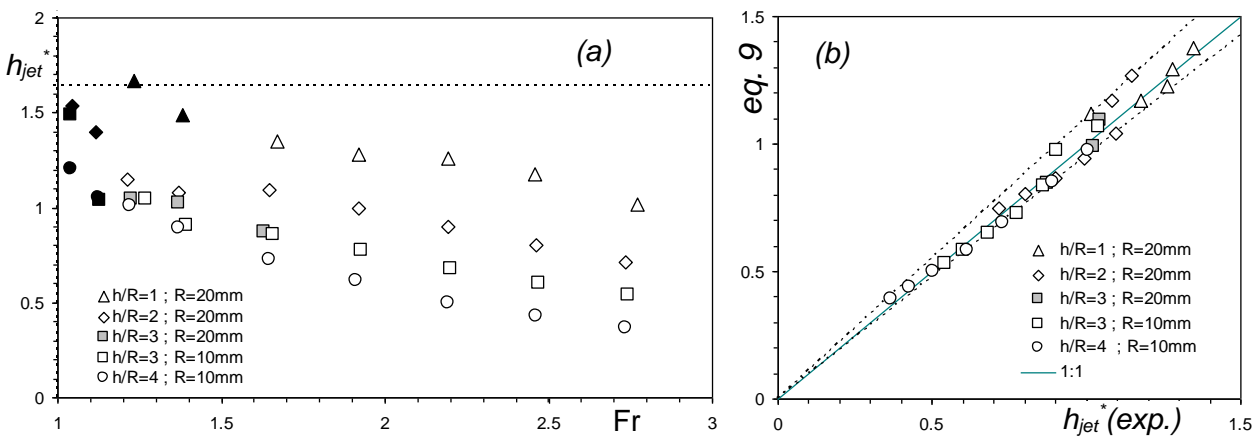 2
(a)
h_jet*
1.5
1
0.5
0
h/R=1 ; R=20mm
h/R=2 ; R=20mm
h/R=3 ; R=20mm
h/R=3 ; R=10mm
h/R=4 ; R=10mm
1
1.5
2
2.5
3
Fr
1.5
eq. 9
(b)
1
0.5
0
h/R=1 ; R=20mm
h/R=2 ; R=20mm
h/R=3 ; R=20mm
h/R=3 ; R=10mm
h/R=4 ; R=10mm
1:1
0
0.5
1
1.5
h_jet*(exp.)